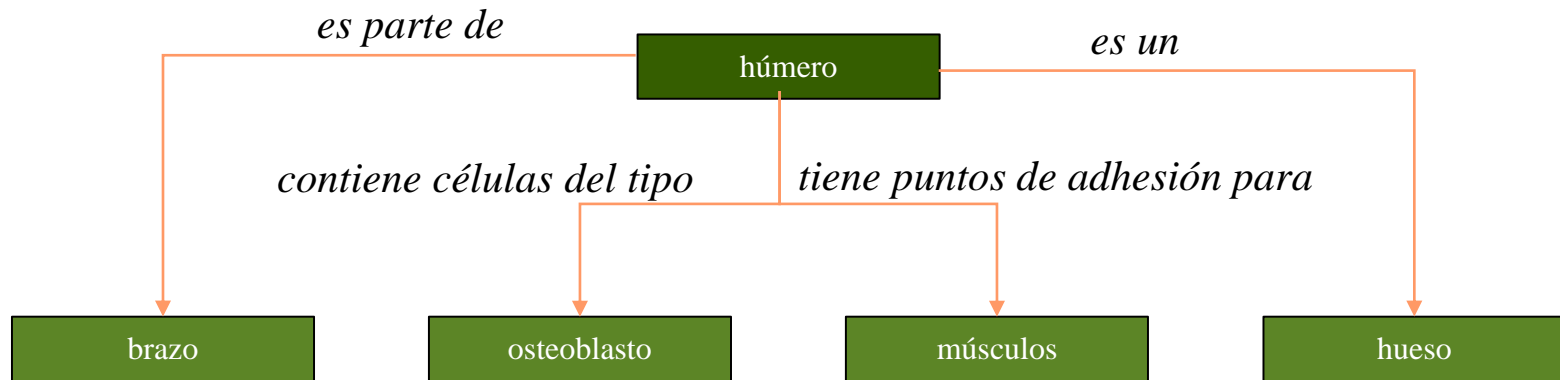 es parte de
es un
húmero
contiene células del tipo
tiene puntos de adhesión para
brazo
osteoblasto
músculos
hueso